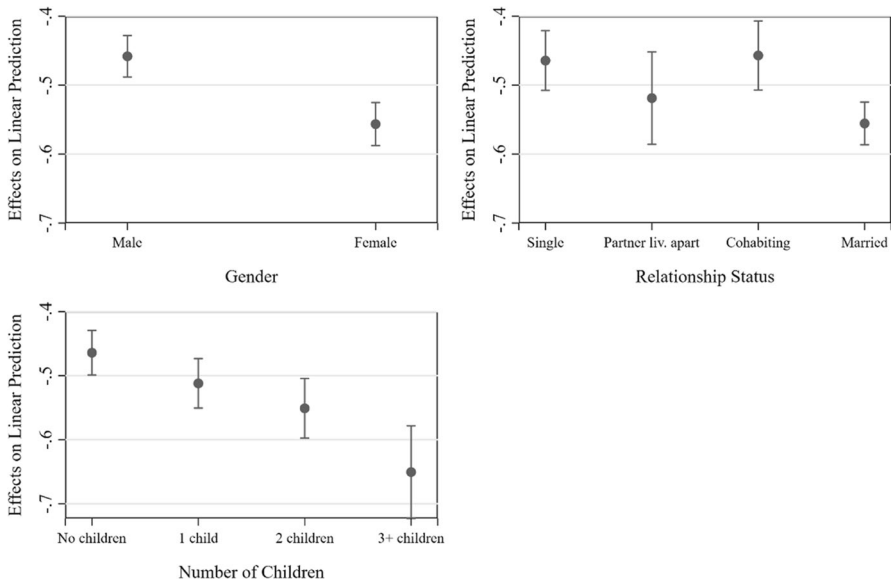 Effects on Linear Prediction
-.4
-.5
-.6
-.7
Male
Female
Gender
Effects on Linear Prediction
-.4
-.5
-.6
-.7
Single
Partner liv. apart
Cohabiting
Married
Relationship Status
Effects on Linear Prediction
-.4
-.5
-.6
-.7
No children
1 child
2 children
3+ children
Number of Children